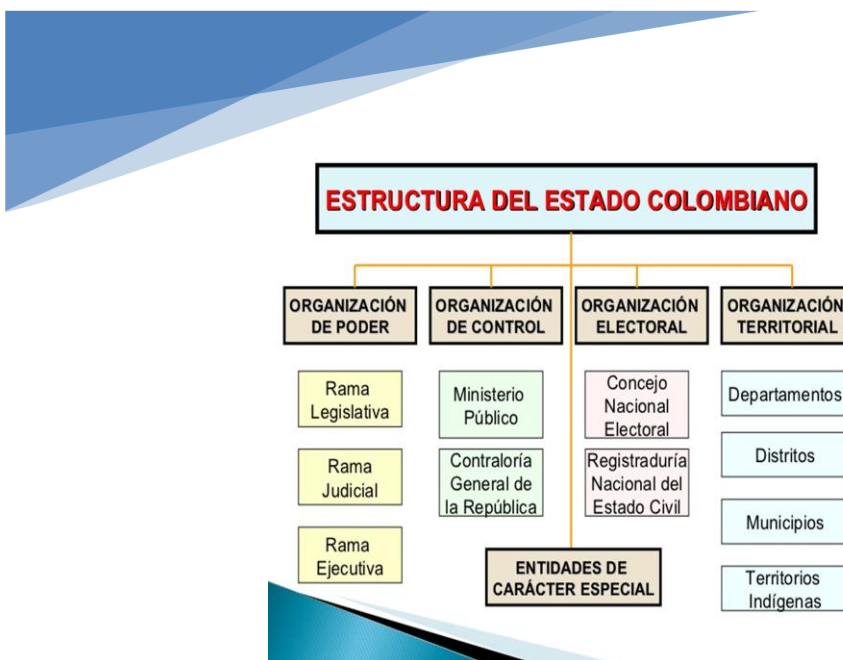 ESTRUCTURA DEL ESTADO COLOMBIANO
ORGANIZACIÓN
DE PODER
ORGANIZACIÓN
DE CONTROL
ORGANIZACIÓN
ELECTORAL
ORGANIZACIÓN
TERRITORIAL
Rama
Legislativa
Rama
Judicial
Rama
Ejecutiva
Ministerio
Público
Contraloría
General de
la República
Concejo
Nacional
Electoral
Registraduría
Nacional del
Estado Civil
Departamentos
Distritos
Municipios
Territorios
Indígenas
ENTIDADES DE
CARÁCTER ESPECIAL